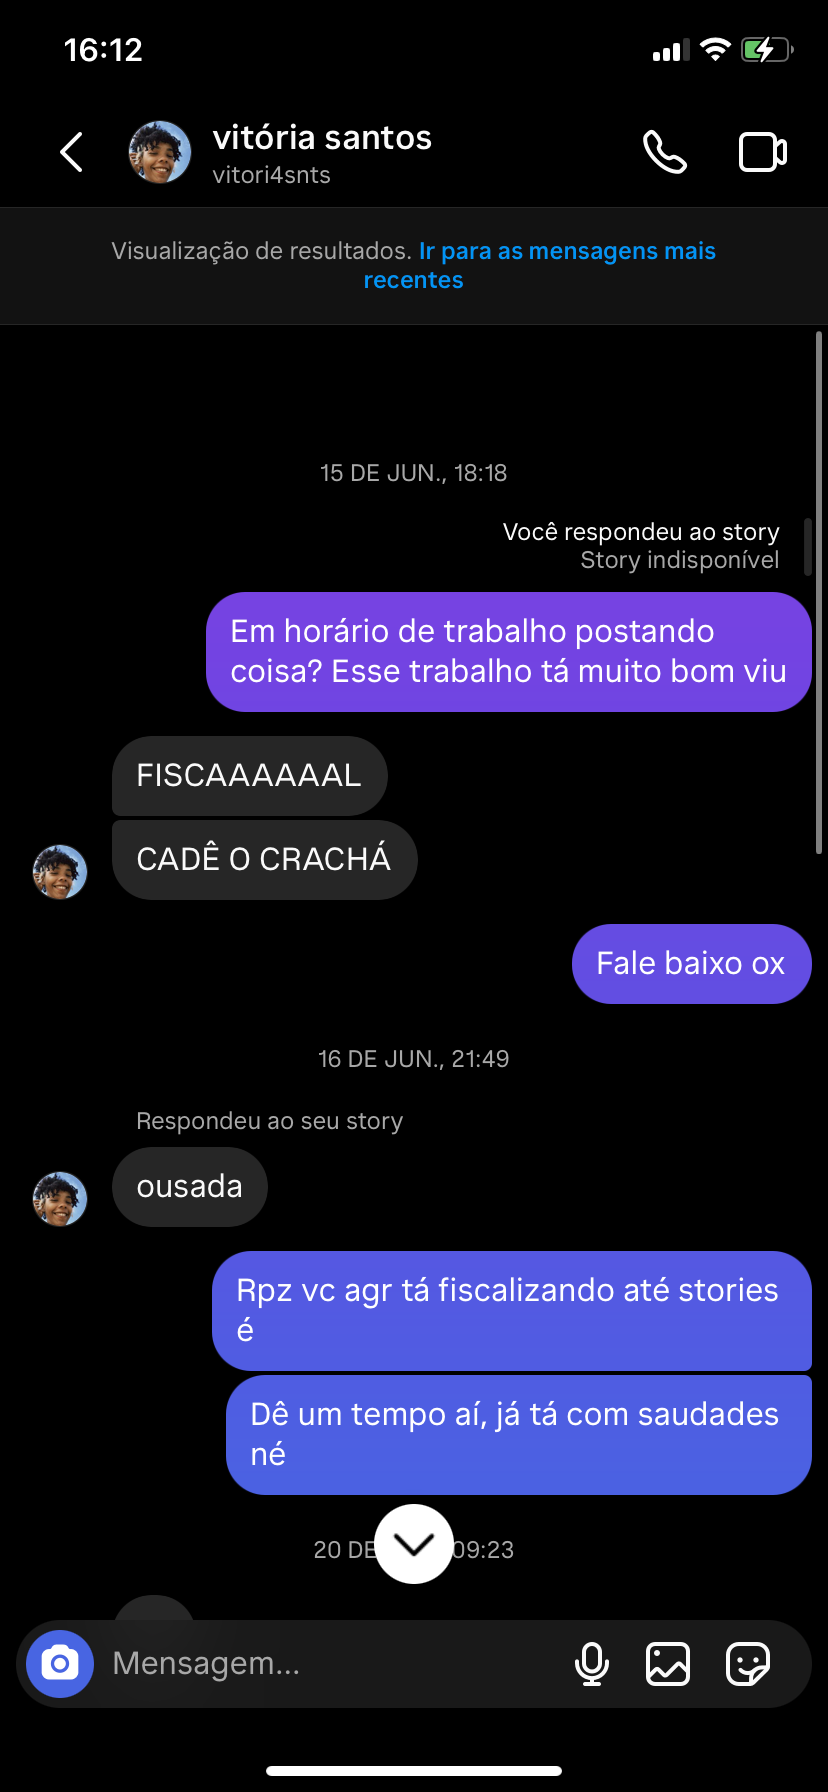 16:12
vitória santos
vitori4snts
Visualização de resultados. Ir para as mensagens mais
recentes
15 DE JUN., 18:18
Você respondeu ao story
Story indisponível
Em horário de trabalho postando
coisa? Esse trabalho tá muito bom viu
FISCAAAAAAL
CADÊ O CRACHÁ
Fale baixo ox
16 DE JUN., 21:49
Respondeu ao seu story
ousada
Rpz vc agr tá fiscalizando até stories
é
Dê um tempo aí, já tá com saudades
né
20 DE 09:23
Mensagem...